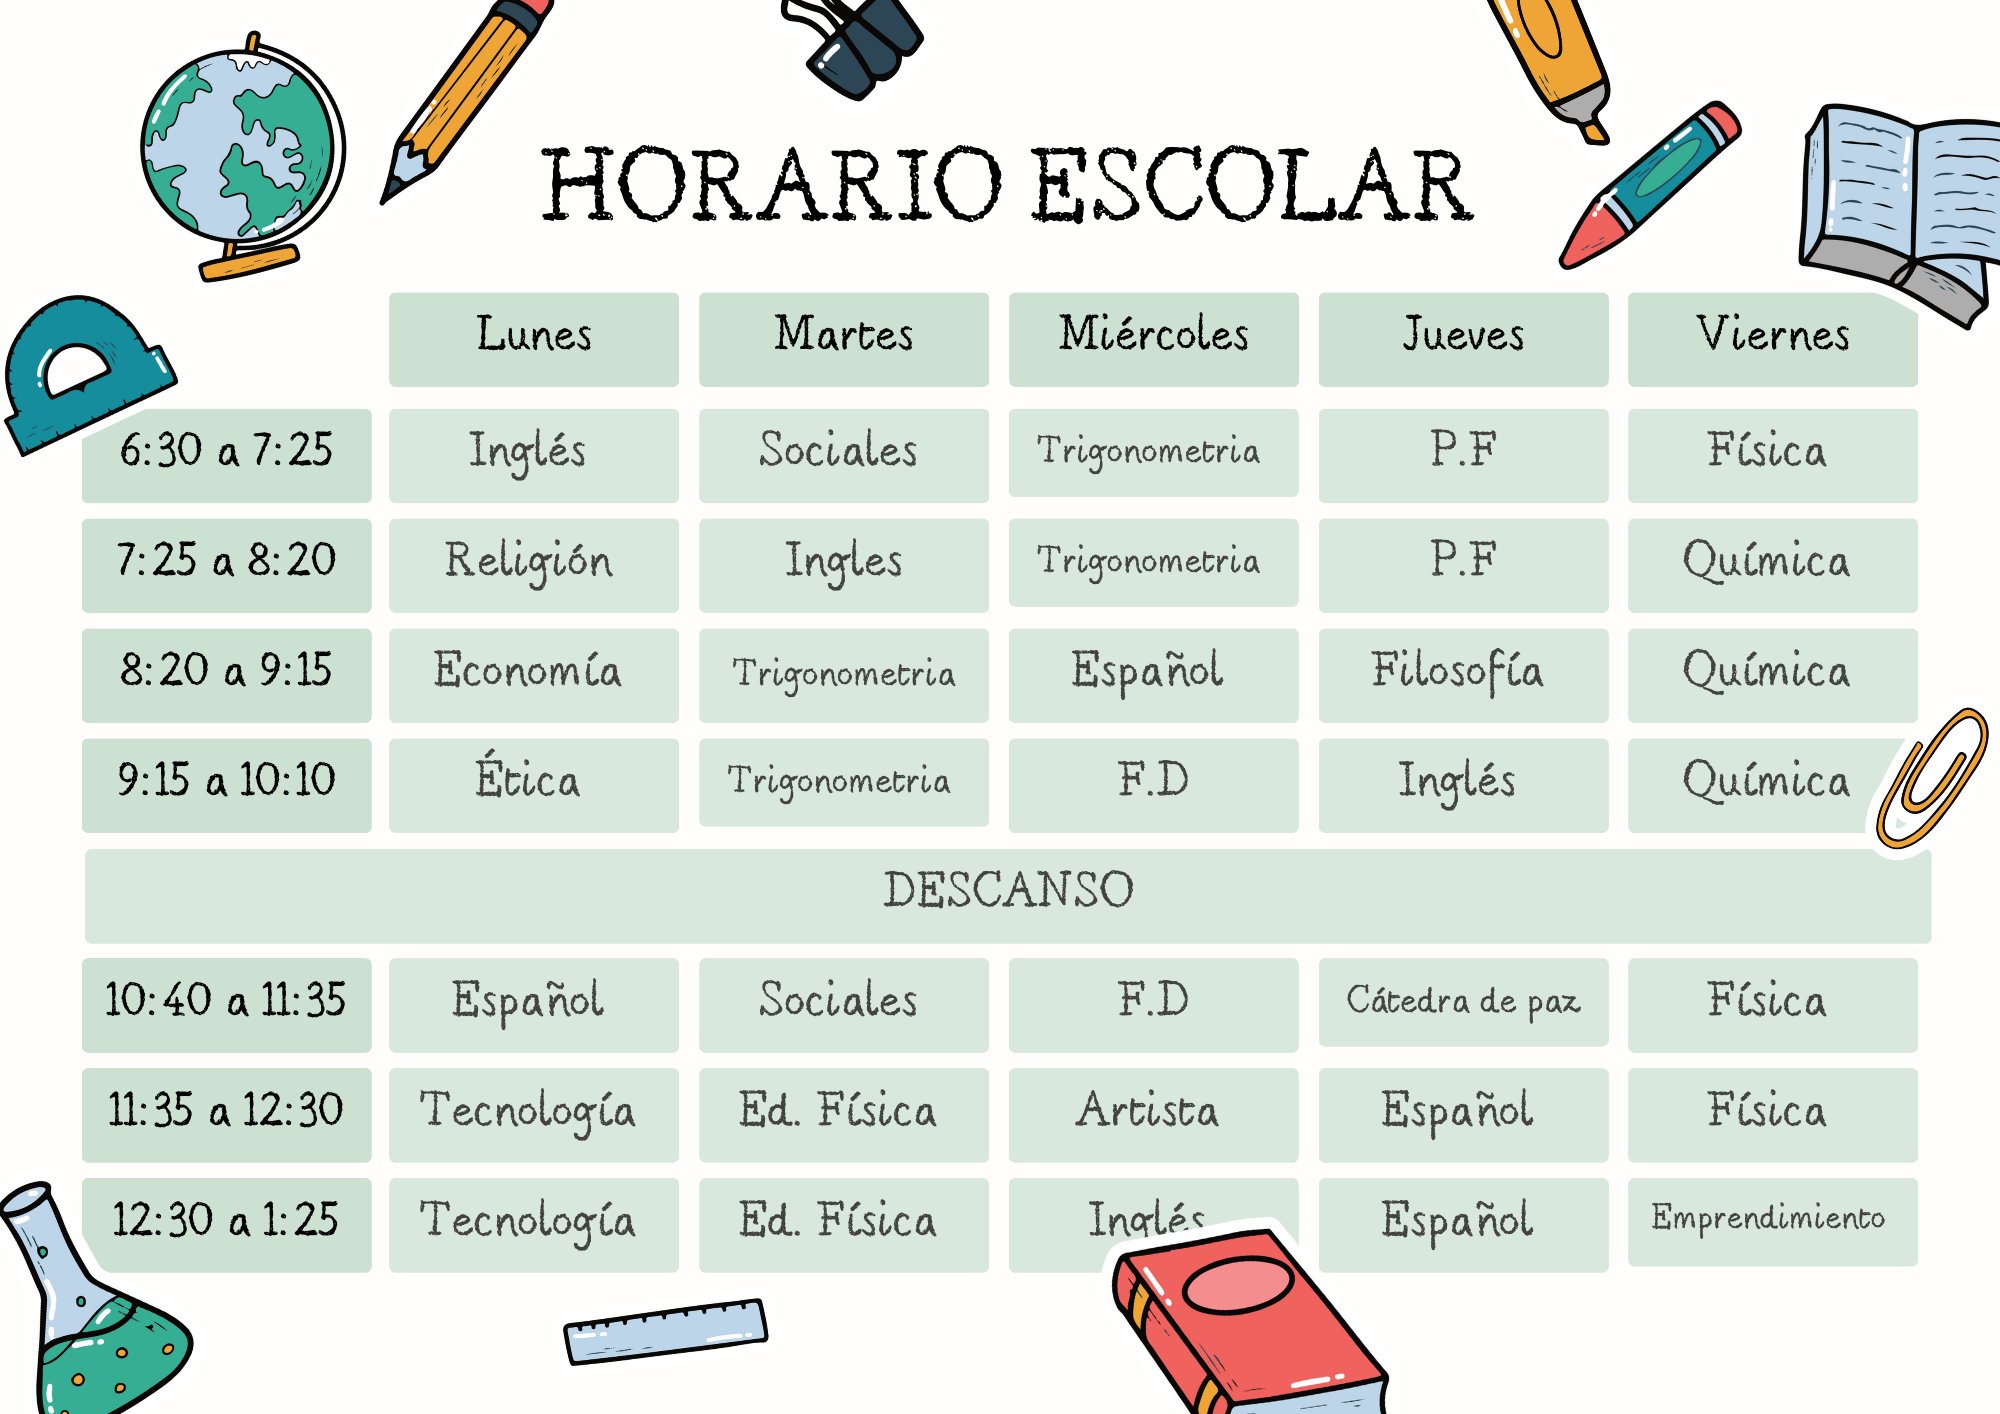 HORARIO ESCOLAR
Lunes Martes Miércoles Jueves Viernes
6:30 a 7:25 Inglés Sociales Trigonometria P.F Física
7:25 a 8:20 Religión Ingles Trigonometria P.F Química
8:20 a 9:15 Economía Trigonometria Español Filosofía Química
9:15 a 10:10 Ética Trigonometria F.D Inglés Química
DESCANSO
10:40 a 11:35 Español Sociales F.D Cátedra de paz Física
11:35 a 12:30 Tecnología Ed. Física Artista Español Física
12:30 a 1:25 Tecnología Ed. Física Inglés Español Emprendimiento